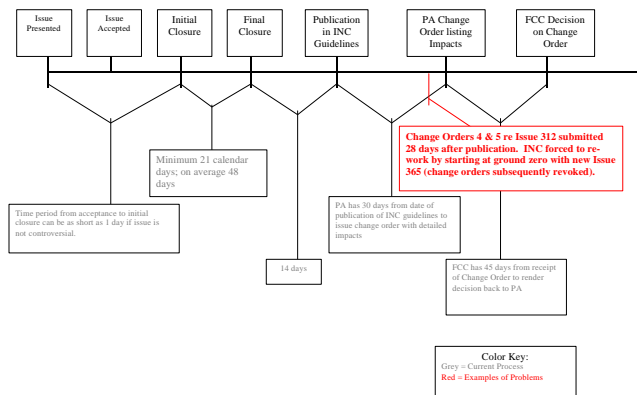 Issue
Presented
Issue
Accepted
Initial
Closure
Final
Closure
Publication
in INC
Guidelines
PA Change
Order listing
Impacts
FCC Decision
on Change
Order
Change Orders 4 & 5 re Issue 312 submitted
28 days after publication.  INC forced to re-
work by starting at ground zero with new Issue
365 (change orders subsequently revoked).
Minimum 21 calendar
days; on average 48
days
Time period from acceptance to initial
closure can be as short as 1 day if issue is
not controversial.
PA has 30 days from date of
publication of INC guidelines to
issue change order with detailed
impacts
14 days
FCC has 45 days from receipt
of Change Order to render
decision back to PA
Color Key:
Grey = Current Process
Red = Examples of Problems